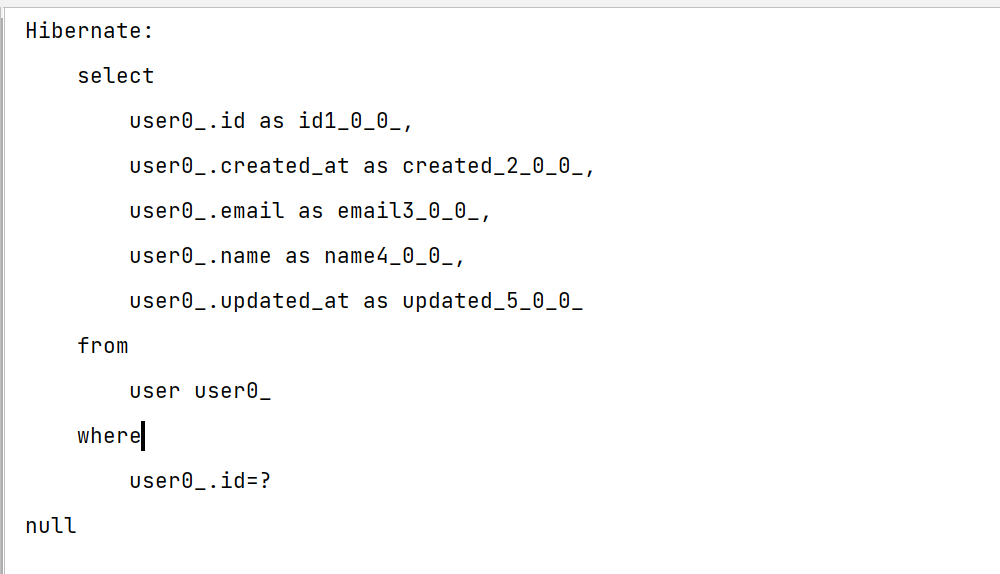 Hibernate:
select
user0_.id as id1_0_0_,
user0_.created_at as created_2_0_0_,
user0_.email as email3_0_0_,
user0_.name as name4_0_0_,
user0_.updated_at as updated_5_0_0_
from
user user0_
where
user0_.id=?
null